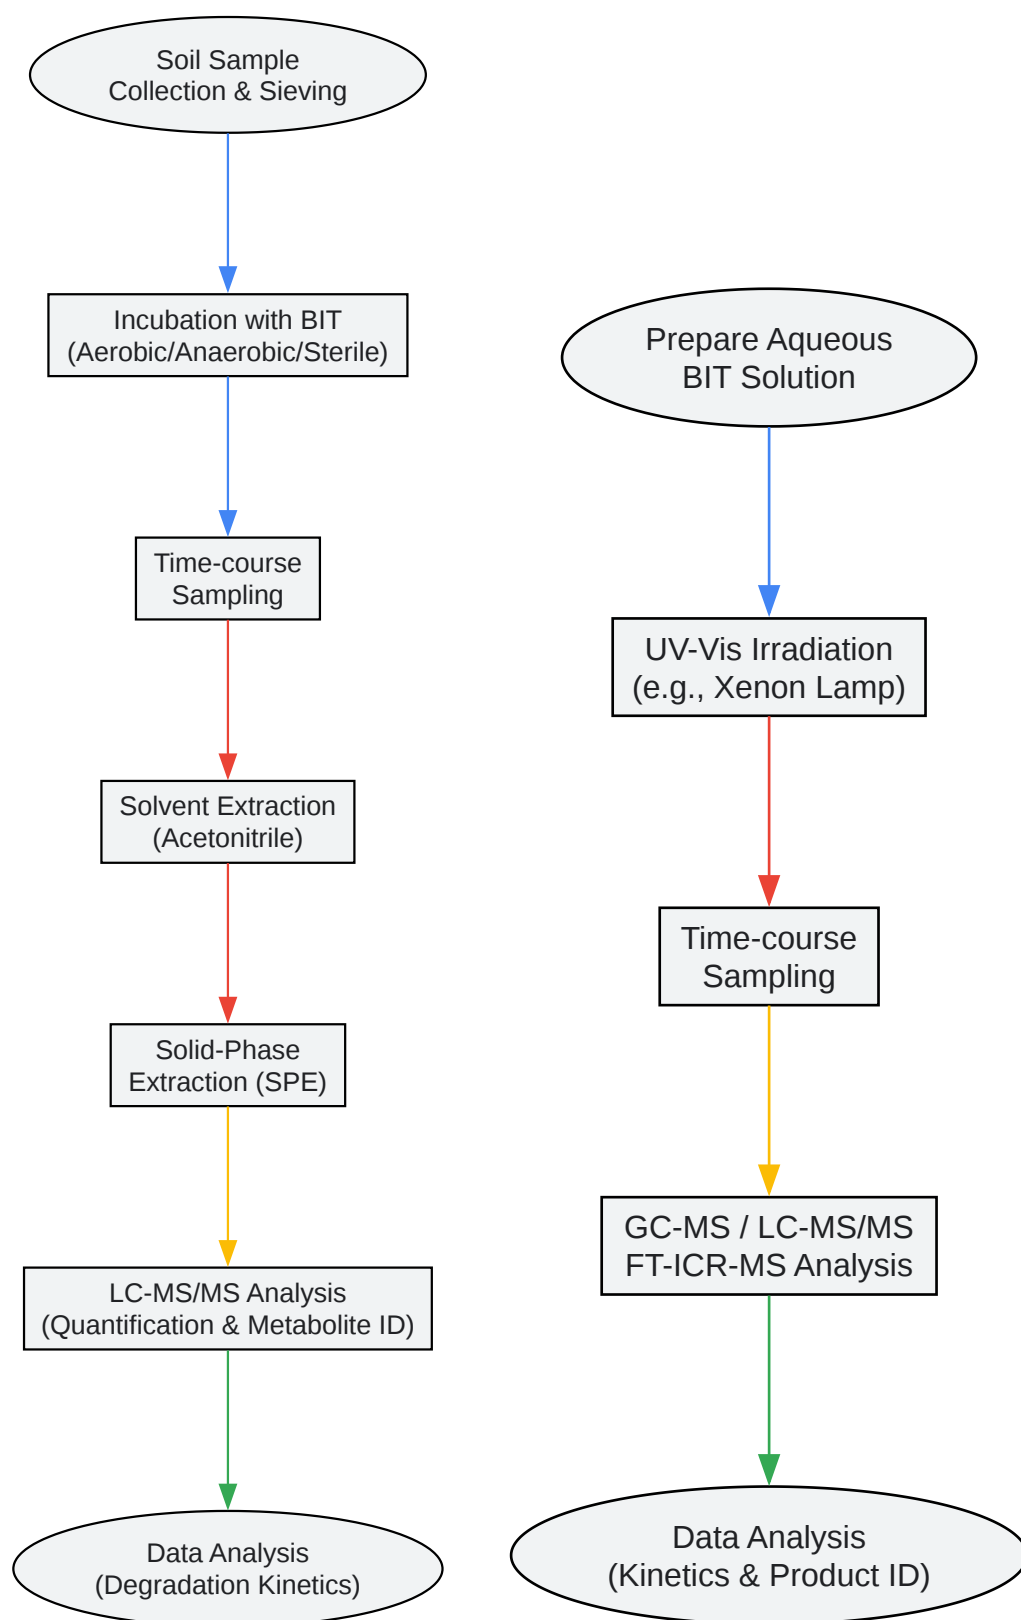 Soil Sample
Collection & Sieving
Incubation with BIT
(Aerobic/Anaerobic/Sterile)
Time-course
Sampling
Solvent Extraction
(Acetonitrile)
Solid-Phase
Extraction (SPE)
LC-MS/MS Analysis
(Quantification & Metabolite ID)
Data Analysis
(Degradation Kinetics)
Prepare Aqueous
BIT Solution
UV-Vis Irradiation
(e.g., Xenon Lamp)
Time-course
Sampling
GC-MS / LC-MS/MS
FT-ICR-MS Analysis
Data Analysis
(Kinetics & Product ID)